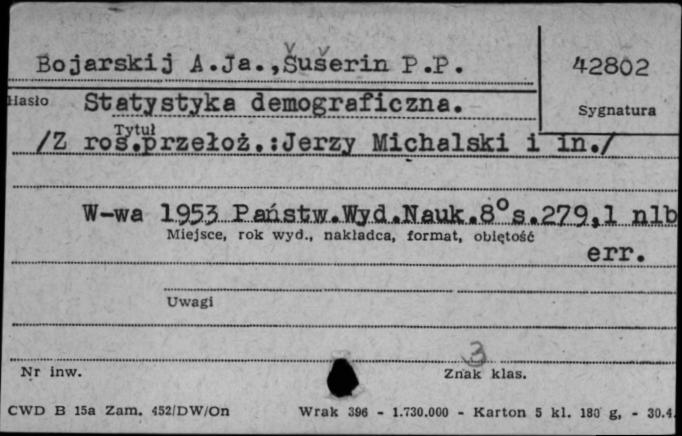 Bojarskij A.Ja.,Šušerin P.P.
42802
Hasło Statystyka demograficzna.
Sygnatura
Tytuł
/Z ros.przełoż.:Jerzy Michalski i in./
W-wa 1953 Państw.Wyd.Nauk.8°s.279,1 nlb
Miejsce, rok wyd., nakładca, format, objętość
err.
Uwagi
3
Nr inw.
Znak klas.
CWD B 15a Zam. 452/DW/On Wrak 396 - 1.730.000 - Karton 5 kl. 180 g, - 30.4